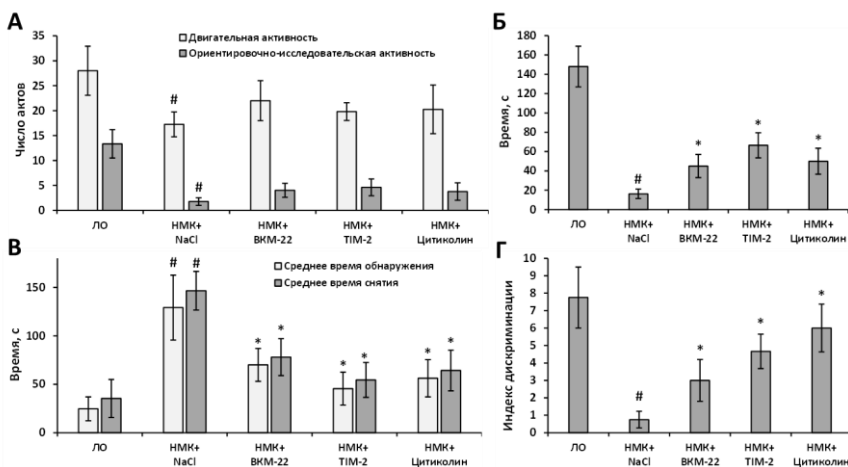 А
Двигательная активность
Ориентировочно-исследовательская активность
Число актов
35
30
25
20
15
10
5
0
#
#
ЛО
НМК+ NaCl
НМК+ ВКМ-22
НМК+ TIM-2
НМК+ Цитиколин
Б
Время, с
180
160
140
120
100
80
60
40
20
0
#
*
*
*
ЛО
НМК+ NaCl
НМК+ ВКМ-22
НМК+ TIM-2
НМК+ Цитиколин
В
Среднее время обнаружения
Среднее время снятия
Время, с
150
100
50
0
# #
* *
* *
* *
ЛО
НМК+ NaCl
НМК+ ВКМ-22
НМК+ TIM-2
НМК+ Цитиколин
Г
Индекс дискриминации
10
9
8
7
6
5
4
3
2
1
0
#
*
*
*
ЛО
НМК+ NaCl
НМК+ ВКМ-22
НМК+ TIM-2
НМК+ Цитиколин